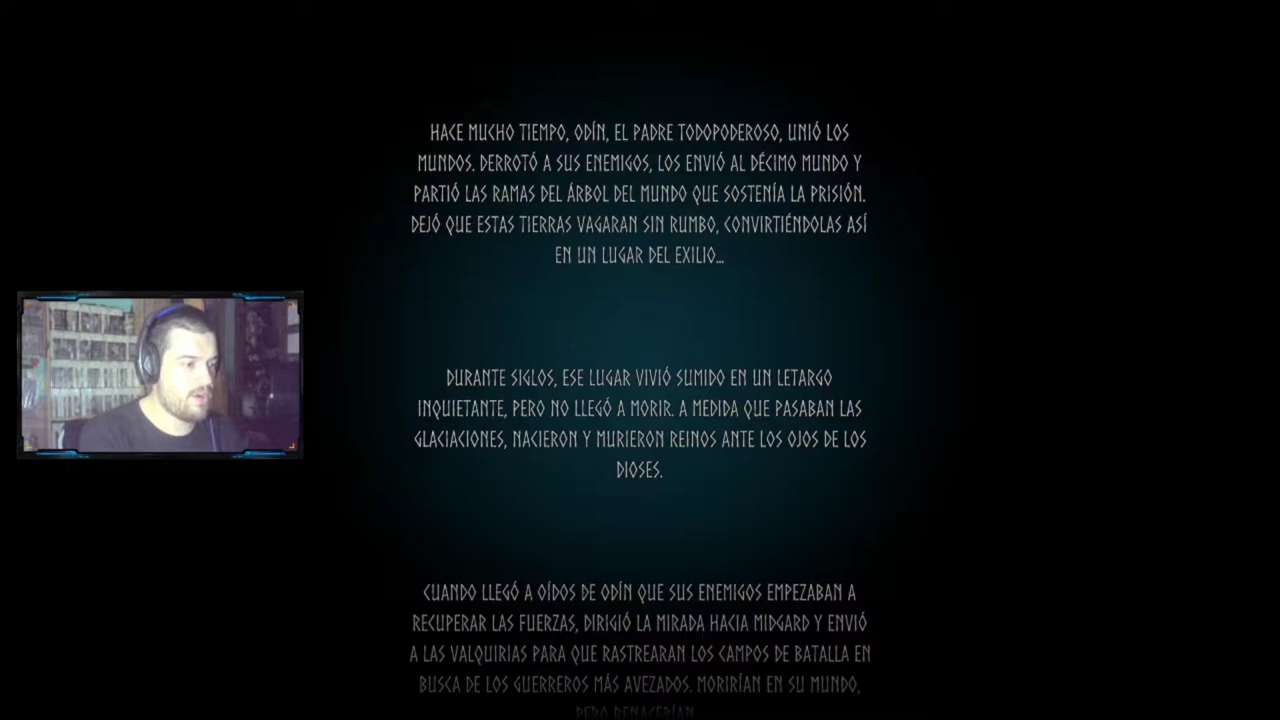 HACE MUCHO TIEMPO, ODÍN, EL PADRE TODOPODEROSO, UNIÓ LOS
MUNDOS. DERROTÓ A SUS ENEMIGOS, LOS ENVIÓ AL DÉCIMO MUNDO Y
PARTIÓ LAS RAMAS DEL ÁRBOL DEL MUNDO QUE SOSTENÍA LA PRISIÓN.
DEJÓ QUE ESTAS TIERRAS VAGARAN SIN RUMBO, CONVIRTIÉNDOLAS ASÍ
EN UN LUGAR DEL EXILIO...
DURANTE SIGLOS, ESE LUGAR VIVIÓ SUMIDO EN UN LETARGO
INQUIETANTE, PERO NO LLEGÓ A MORIR. A MEDIDA QUE PASABAN LAS
GLACIACIONES, NACIERON Y MURIERON REINOS ANTE LOS OJOS DE LOS
DIOSES.
CUANDO LLEGÓ A OÍDOS DE ODÍN QUE SUS ENEMIGOS EMPEZABAN A
RECUPERAR LAS FUERZAS, DIRIGIÓ LA MIRADA HACIA MIDGARD Y ENVIÓ
A LAS VALQUIRIAS PARA QUE RASTREARAN LOS CAMPOS DE BATALLA EN
BUSCA DE LOS GUERREROS MÁS AVEZADOS. MORIRÍAN EN SU MUNDO,
PERO RENACERÍAN